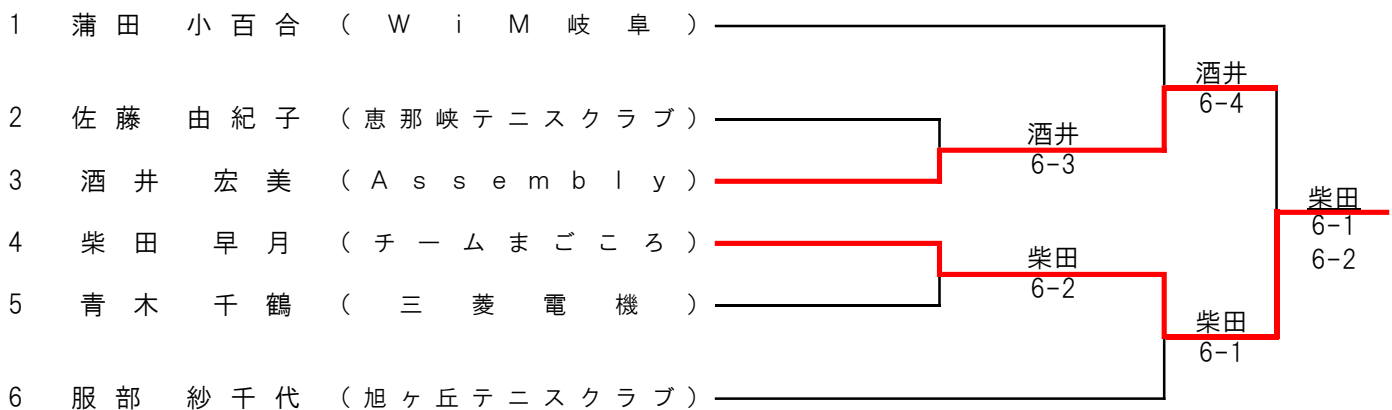 1 蒲田 小百合 (WiM岐阜)
酒井
6-4
2 佐藤 由紀子 (恵那峡テニスクラブ)
酒井
6-3
3 酒井 宏美 (Assembly)
柴田
6-1
6-2
4 柴田 早月 (チームまごころ)
柴田
6-2
5 青木 千鶴 (三菱電機)
柴田
6-1
6 服部 紗千代 (旭ヶ丘テニスクラブ)